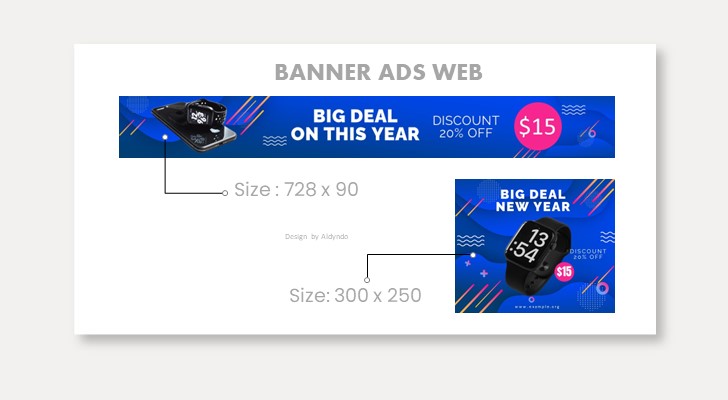 BANNER ADS WEB
BIG DEAL
ON THIS YEAR
DISCOUNT
20% OFF
$15
Size : 728 x 90
BIG DEAL
NEW YEAR
13
:54
DISCOUNT
20% OFF
$15
Design by Aldyndo
Size: 300 x 250
www.example.org